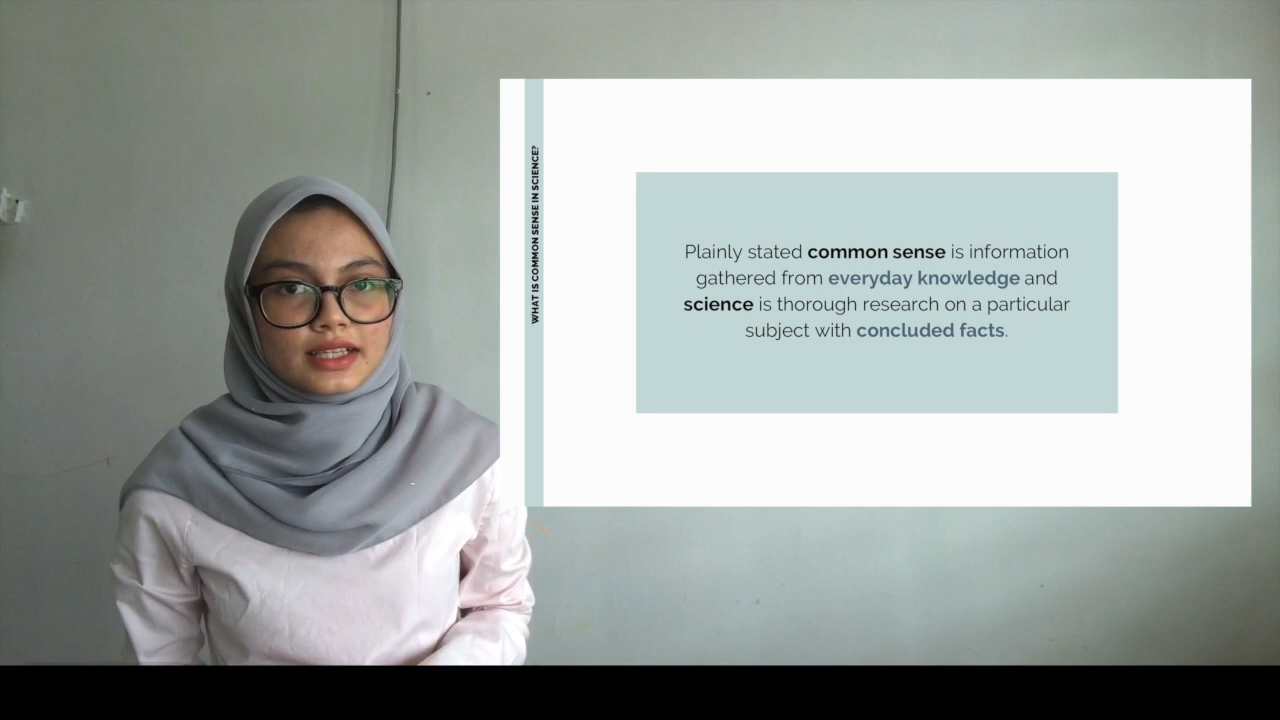 WHAT IS COMMON SENSE IN SCIENCE?
Plainly stated common sense is information
gathered from everyday knowledge and
science is thorough research on a particular
subject with concluded facts.